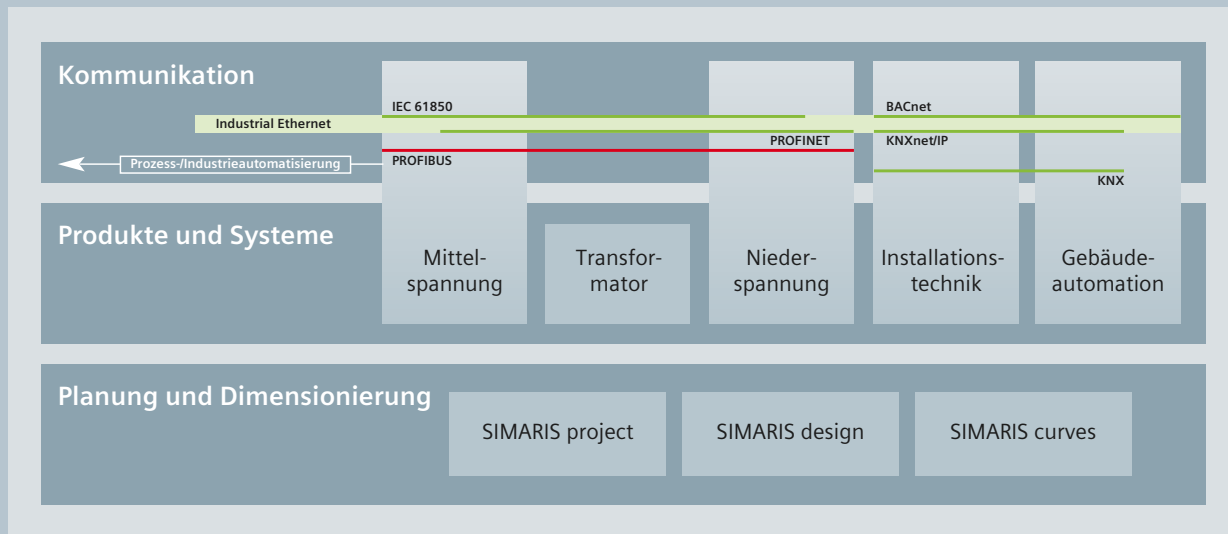 Kommunikation
IEC 61850
BACnet
Industrial Ethernet
PROFINET
KNXnet/IP
Prozess-/Industrieautomatisierung
PROFIBUS
KNX
Produkte und Systeme
Mittel-
spannung
Transfor-
mator
Nieder-
spannung
Installations-
technik
Gebäude-
automation
Planung und Dimensionierung
SIMARIS project
SIMARIS design
SIMARIS curves